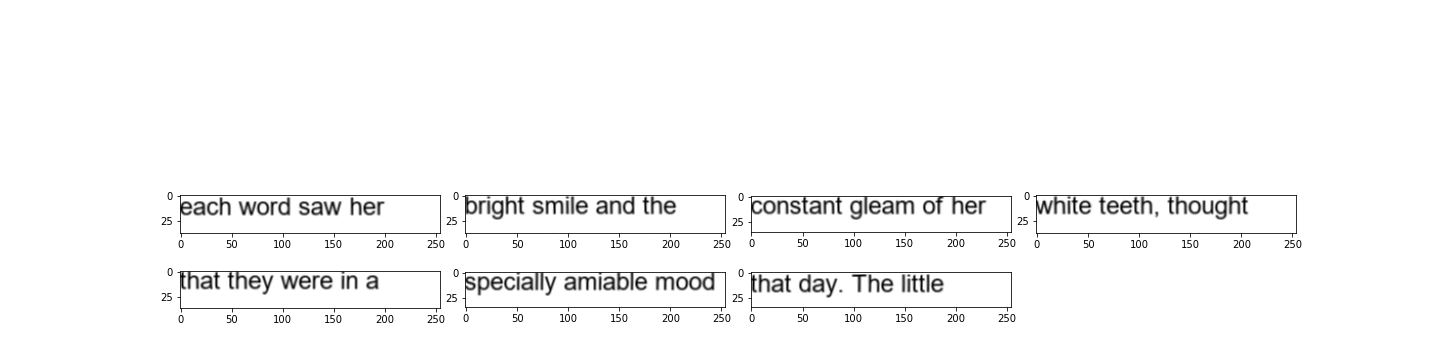 each word saw her
bright smile and the
constant gleam of her
white teeth, thought
that they were in a
specially amiable mood
that day. The little